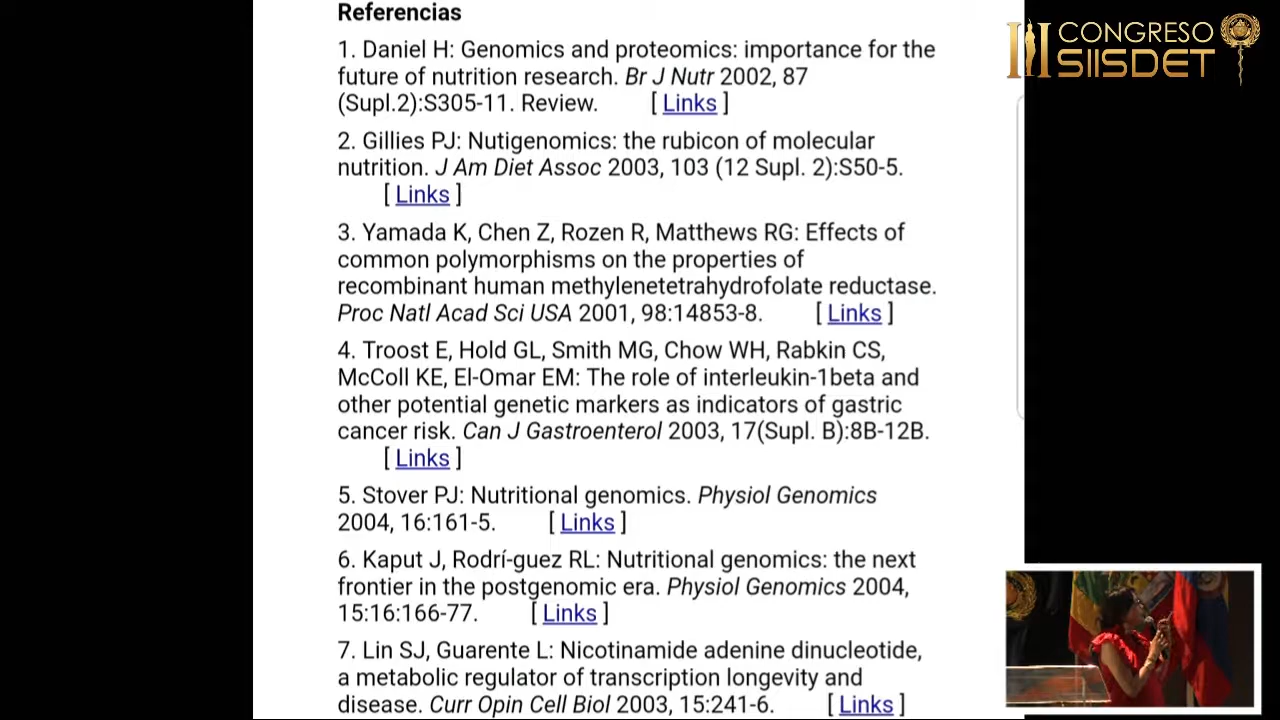 Referencias
1. Daniel H: Genomics and proteomics: importance for the
future of nutrition research. Br J Nutr 2002, 87
(Supl.2):S305-11. Review. [ Links ]
2. Gillies PJ: Nutigenomics: the rubicon of molecular
nutrition. J Am Diet Assoc 2003, 103 (12 Supl. 2):S50-5.
[ Links ]
3. Yamada K, Chen Z, Rozen R, Matthews RG: Effects of
common polymorphisms on the properties of
recombinant human methylenetetrahydrofolate reductase.
Proc Natl Acad Sci USA 2001, 98:14853-8. [ Links ]
4. Troost E, Hold GL, Smith MG, Chow WH, Rabkin CS,
McColl KE, El-Omar EM: The role of interleukin-1beta and
other potential genetic markers as indicators of gastric
cancer risk. Can J Gastroenterol 2003, 17(Supl. B):8B-12B.
[ Links ]
5. Stover PJ: Nutritional genomics. Physiol Genomics
2004, 16:161-5. [ Links ]
6. Kaput J, Rodrí-guez RL: Nutritional genomics: the next
frontier in the postgenomic era. Physiol Genomics 2004,
15:16:166-77. [ Links ]
7. Lin SJ, Guarente L: Nicotinamide adenine dinucleotide,
a metabolic regulator of transcription longevity and
disease. Curr Opin Cell Biol 2003, 15:241-6. [ Links ]
III CONGRESO
SIISDET